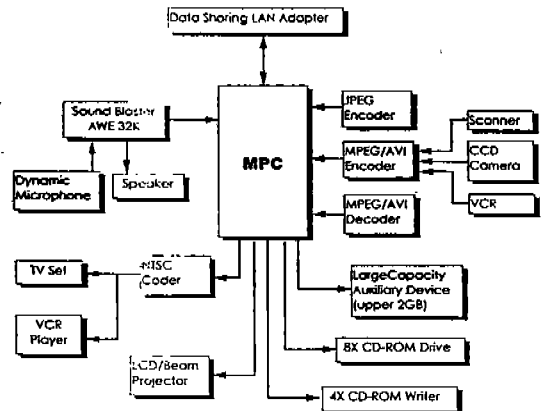 Data Sharing LAN Adapter
Sound Blaster
AWE 32K
MPC
JPEG
Encoder
Scanner
MPEG/AVI
Encoder
CCD
Camera
Dynamic
Microphone
Speaker
MPEG/AVI
Decoder
VCR
TV Set
NTSC
Coder
LargeCapacity
Auxiliary Device
(upper 2GB)
VCR
Player
LCD/Beam
Projector
8X CD-ROM Drive
4X CD-ROM Writer